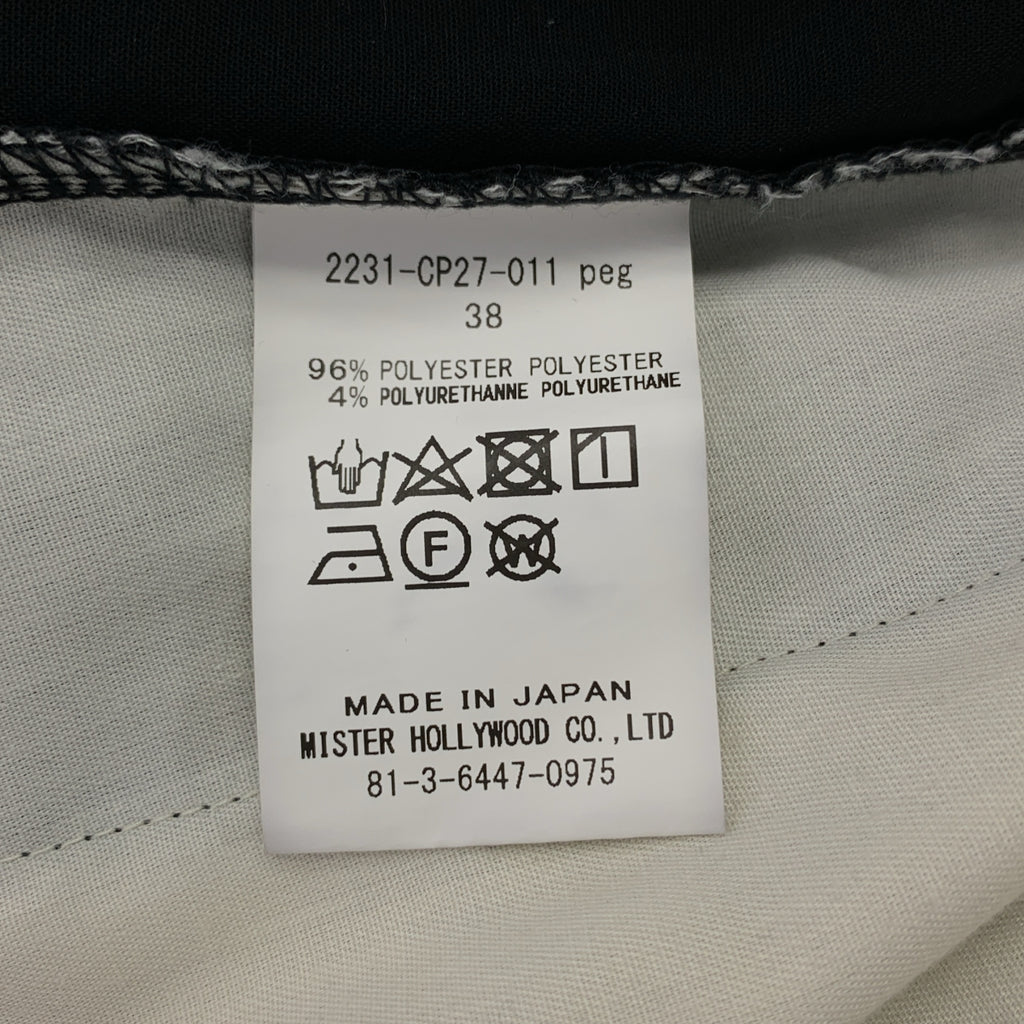 2231-CP27-011 peg
38
96% POLYESTER POLYESTER
4% POLYURETHANNE POLYURETHANE
F
W
MADE IN JAPAN
MISTER HOLLYWOOD CO.,LTD
81-3-6447-0975